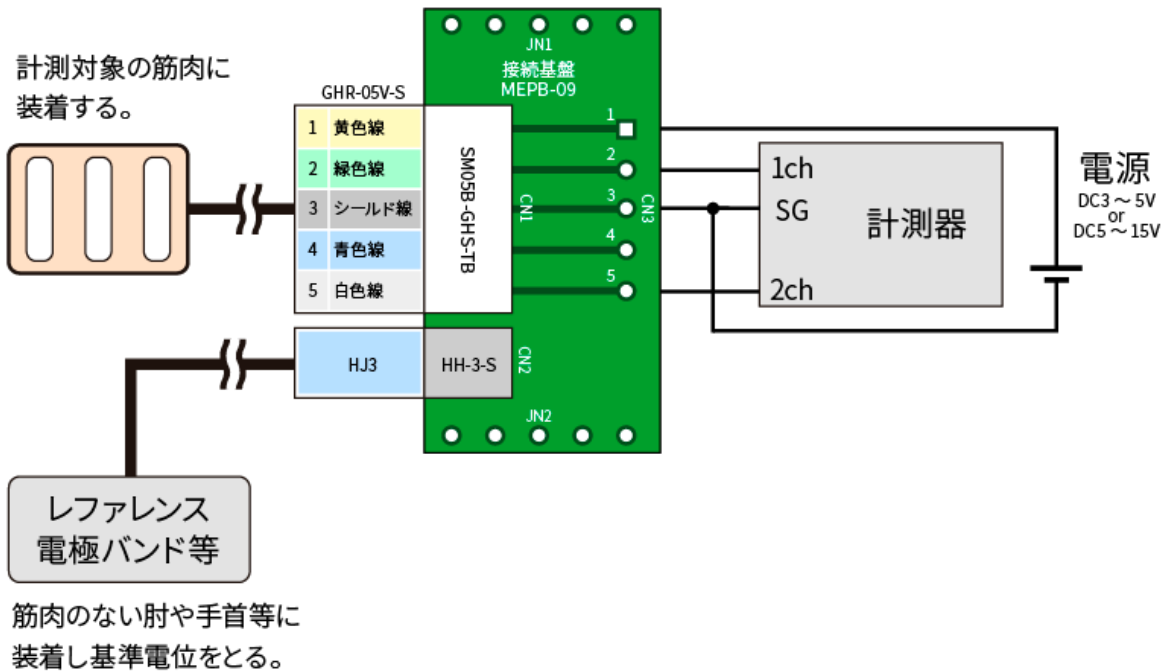 計測対象の筋肉に
装着する。
GHR-05V-S
1 黄色線
2 緑色線
3 シールド線
4 青色線
5 白色線
SM05B-GHS-TB
CN1
JN1
接続基盤
MEPB-09
1
2
3
4
5
CN3
1ch
SG
2ch
計測器
電源
DC3～5V
or
DC5～15V
HJ3
HH-3-S
CN2
JN2
レファレンス
電極バンド等
筋肉のない肘や手首等に
装着し基準電位をとる。